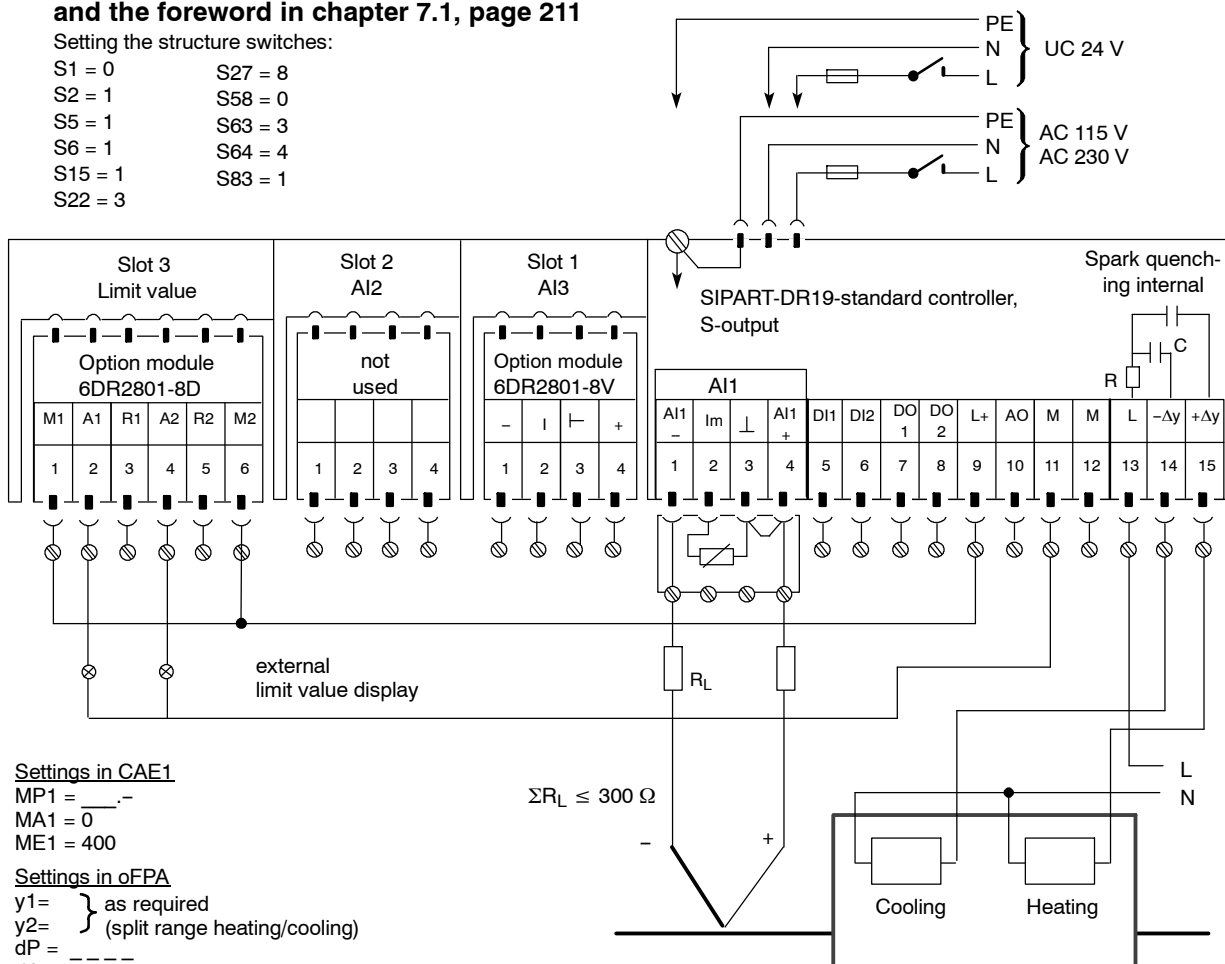 and the foreword in chapter 7.1, page 211
Setting the structure switches:
S1 = 0
S2 = 1
S5 = 1
S6 = 1
S15 = 1
S22 = 3
S27 = 8
S58 = 0
S63 = 3
S64 = 4
S83 = 1
PE
N
L
UC 24 V
PE
N
L
AC 115 V
AC 230 V
Slot 3
Limit value
Slot 2
AI2
Slot 1
AI3
SIPART-DR19-standard controller,
S-output
Spark quench-
ing internal
C
R
Option module
6DR2801-8D
not
used
Option module
6DR2801-8V
AI1
M1 A1 R1 A2 R2 M2
1 2 3 4 5 6
1 2 3 4
– I ⊢ +
1 2 3 4
AI1 – Im ⊥ AI1 + DI1 DI2 DO 1 DO 2 L+ AO M M L –Δy +Δy
1 2 3 4 5 6 7 8 9 10 11 12 13 14 15
external
limit value display
RL
ΣRL ≤ 300 Ω
–
+
L
N
Cooling
Heating
Settings in CAE1
MP1 = ___.–
MA1 = 0
ME1 = 400
Settings in oFPA
y1=
y2=
as required
(split range heating/cooling)
dP = _ _ _ _